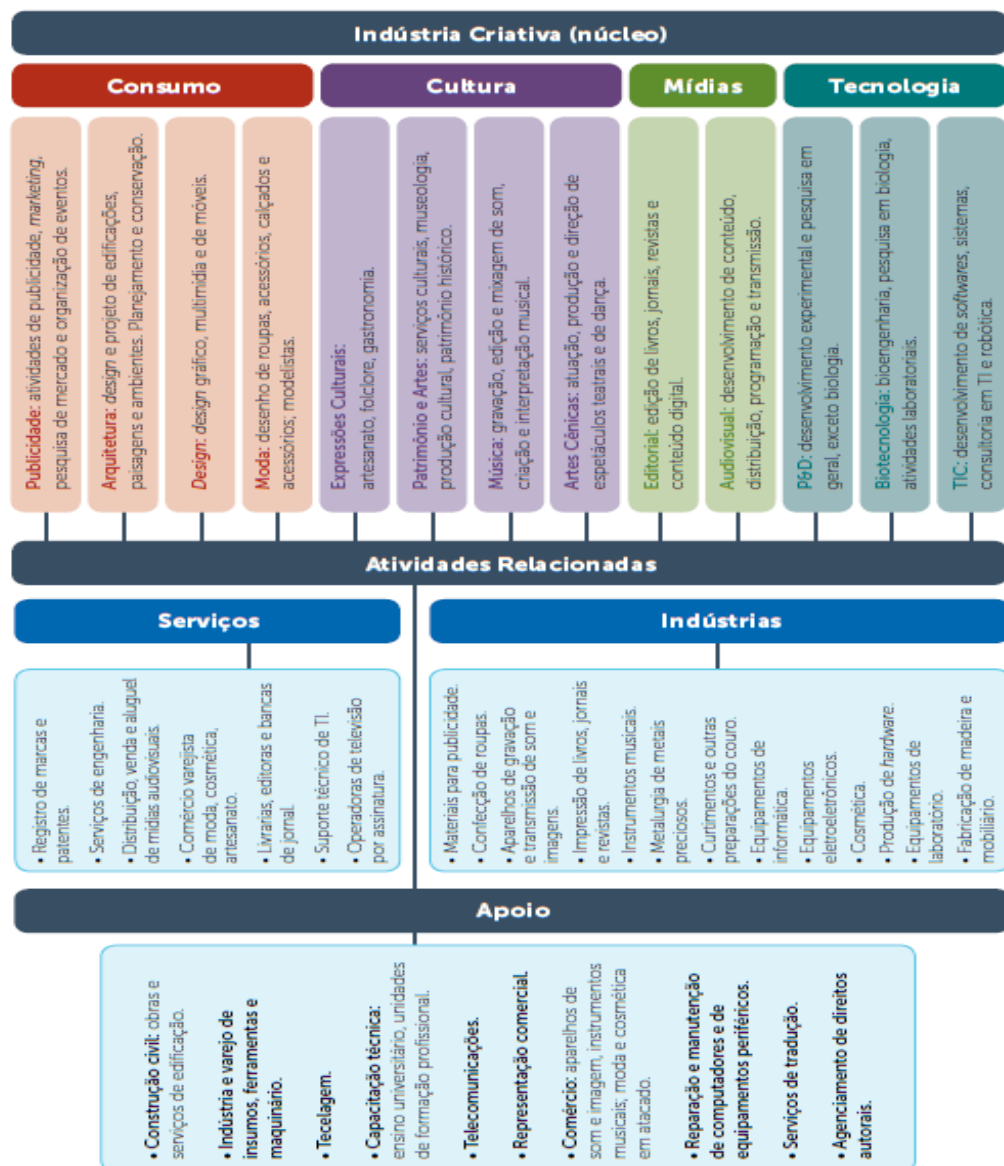 Indústria Criativa (núcleo)
Consumo
Publicidade: atividades de publicidade, marketing,
pesquisa de mercado e organização de eventos.
Arquitetura: design e projeto de edificações,
paisagens e ambientes. Planejamento e conservação.
Design: design gráfico, multimídia e de móveis.
Moda: desenho de roupas, acessórios, calçados e
acessórios; modelistas.
Cultura
Expressões Culturais:
artesanato, folclore, gastronomia.
Patrimônio e Artes: serviços culturais, museologia,
produção cultural, patrimônio histórico.
Música: gravação, edição e mixagem de som,
criação e interpretação musical.
Artes Cênicas: atuação, produção e direção de
espetáculos teatrais e de dança.
Mídias
Editorial: edição de livros, jornais, revistas e
conteúdo digital.
Audiovisual: desenvolvimento de conteúdo,
distribuição, programação e transmissão.
Tecnologia
P&D: desenvolvimento experimental e pesquisa em
geral, exceto biologia.
Biotecnologia: bioengenharia, pesquisa em biologia,
atividades laboratoriais.
TIC: desenvolvimento de softwares, sistemas,
consultoria em TI e robótica.
Atividades Relacionadas
Serviços
• Registro de marcas e
patentes.
• Serviços de engenharia.
• Distribuição, venda e aluguel
de mídias audiovisuais.
• Comércio varejista
de moda, cosmética,
artesanato.
• Livrarias, editoras e bancas
de jornal.
• Suporte técnico de TI.
• Operadoras de televisão
por assinatura.
Indústrias
• Materiais para publicidade.
• Confecção de roupas.
• Aparelhos de gravação
e transmissão de som e
imagens.
• Impressão de livros, jornais
e revistas.
• Instrumentos musicais.
• Metalurgia de metais
preciosos.
• Curtimentos e outras
preparações do couro.
• Equipamentos de
informática.
• Equipamentos
eletroeletrônicos.
• Cosmética.
• Produção de hardware.
• Equipamentos de
laboratório.
• Fabricação de madeira e
mobiliário.
Apoio
• Construção civil: obras e
serviços de edificação.
• Indústria e varejo de
insumos, ferramentas e
maquinário.
• Tecelagem.
• Capacitação técnica:
ensino universitário, unidades
de formação profissional.
• Telecomunicações.
• Representação comercial.
• Comércio: aparelhos de
som e imagem, instrumentos
musicais; moda e cosmética
em atacado.
• Reparação e manutenção
de computadores e de
equipamentos periféricos.
• Serviços de tradução.
• Agenciamento de direitos
autorais.